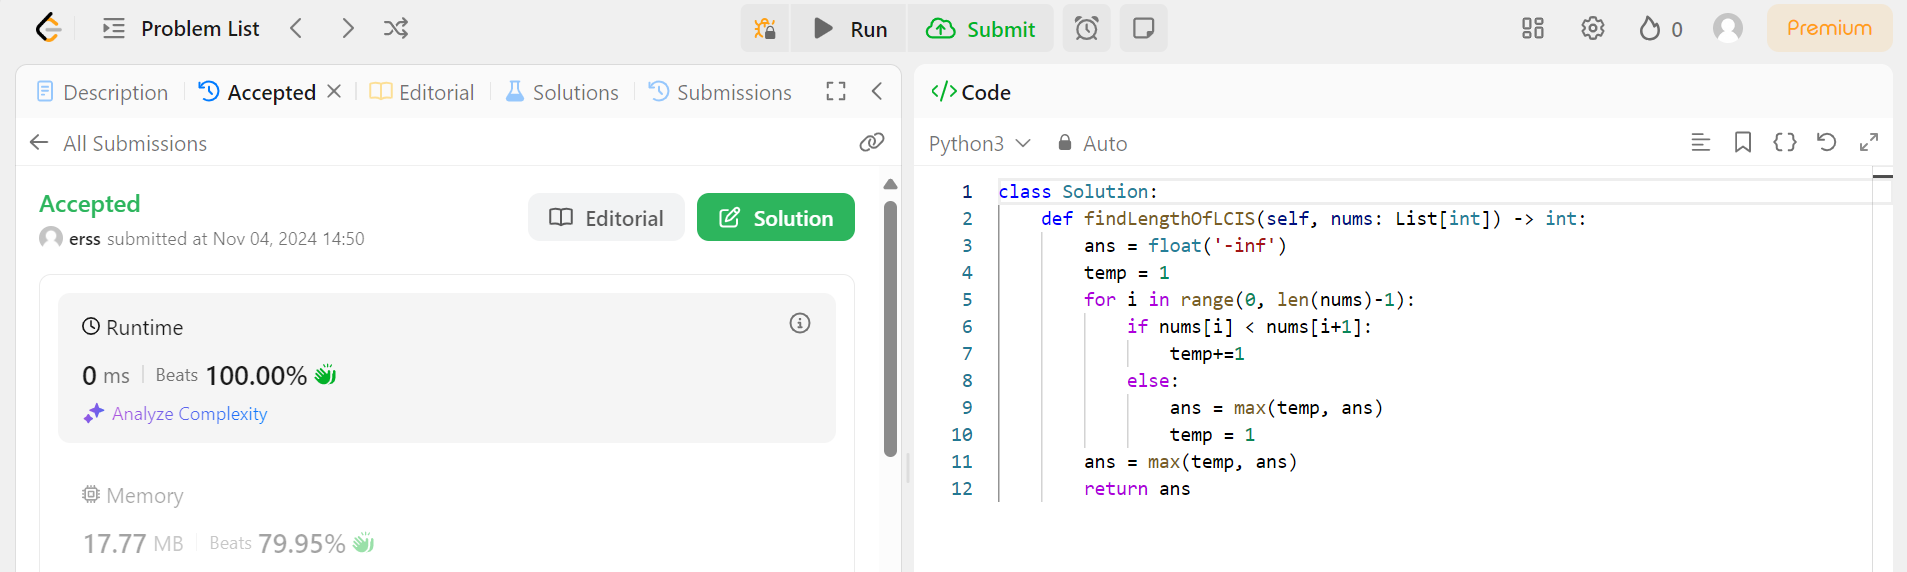 Problem List
Run
Submit
0
Premium
Description
Accepted
Editorial
Solutions
Submissions
All Submissions
Accepted
erss submitted at Nov 04, 2024 14:50
Editorial
Solution
Runtime
0 ms
Beats 100.00%
Analyze Complexity
Memory
17.77 MB
Beats 79.95%
</> Code
Python3
Auto
1 class Solution:
2     def findLengthOfLCIS(self, nums: List[int]) -> int:
3         ans = float('-inf')
4         temp = 1
5         for i in range(0, len(nums)-1):
6             if nums[i] < nums[i+1]:
7                 temp+=1
8             else:
9                 ans = max(temp, ans)
10                 temp = 1
11         ans = max(temp, ans)
12         return ans